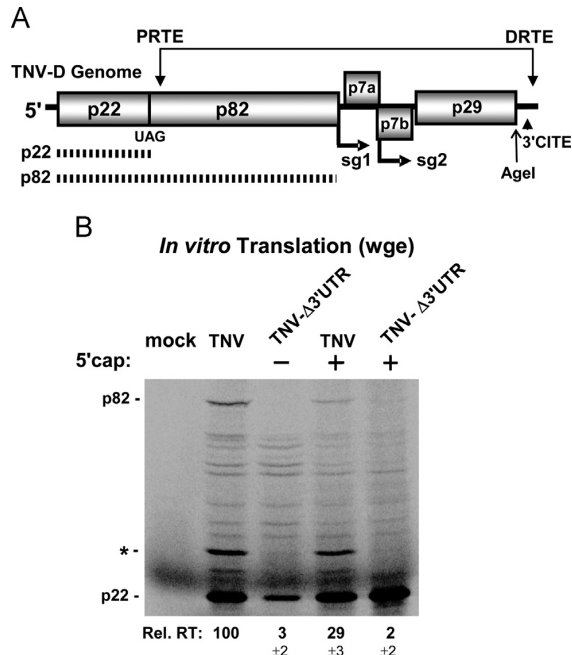 A
PRTE DRTE
TNV-D Genome
5' p22 p82 p7a p7b p29
UAG
3'CITE
sg1 sg2
AgeI
p22
p82
B
In vitro Translation (wge)
mock TNV TNV-Δ3'UTR TNV TNV-Δ3'UTR
5'cap: − + +
p82 -
* -
p22 -
Rel. RT: 100 3 29 2
±2 ±3 ±2